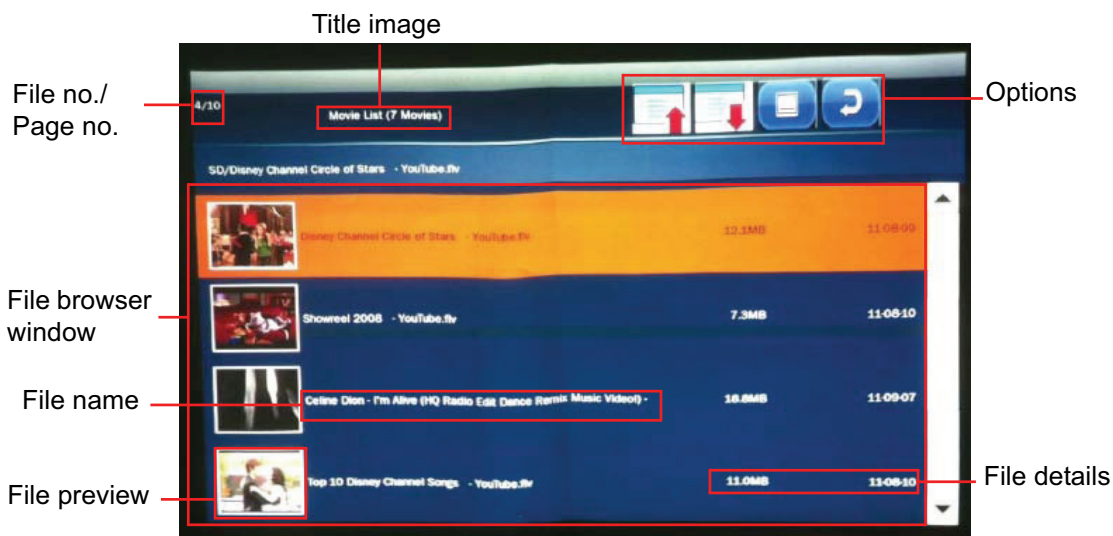 Title image
File no./
Page no.
Options
4/10
Movie List (7 Movies)
SD/Disney Channel Circle of Stars - YouTube.flv
Disney Channel Circle of Stars - YouTube.flv 12.1MB 11-08-09
File browser
window
Showreel 2008 - YouTube.flv 7.3MB 11-08-10
File name
Celine Dion - I'm Alive (HQ Radio Edit Dance Remix Music Video!) - 16.8MB 11-09-07
File preview
Top 10 Disney Channel Songs - YouTube.flv 11.0MB 11-08-10
File details